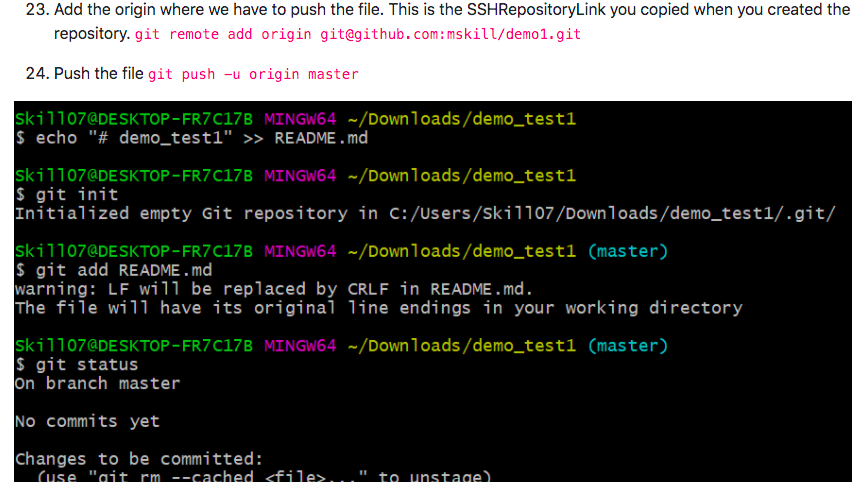 23. Add the origin where we have to push the file. This is the SSHRepositoryLink you copied when you created the
repository. git remote add origin git@github.com:mskill/demo1.git
24. Push the file git push –u origin master
Skill07@DESKTOP-FR7C17B MINGW64 ~/Downloads/demo_test1
$ echo "# demo_test1" >> README.md
Skill07@DESKTOP-FR7C17B MINGW64 ~/Downloads/demo_test1
$ git init
Initialized empty Git repository in C:/Users/Skill07/Downloads/demo_test1/.git/
Skill07@DESKTOP-FR7C17B MINGW64 ~/Downloads/demo_test1 (master)
$ git add README.md
warning: LF will be replaced by CRLF in README.md.
The file will have its original line endings in your working directory
Skill07@DESKTOP-FR7C17B MINGW64 ~/Downloads/demo_test1 (master)
$ git status
On branch master
No commits yet
Changes to be committed:
(use "git rm --cached <file>..." to unstage)